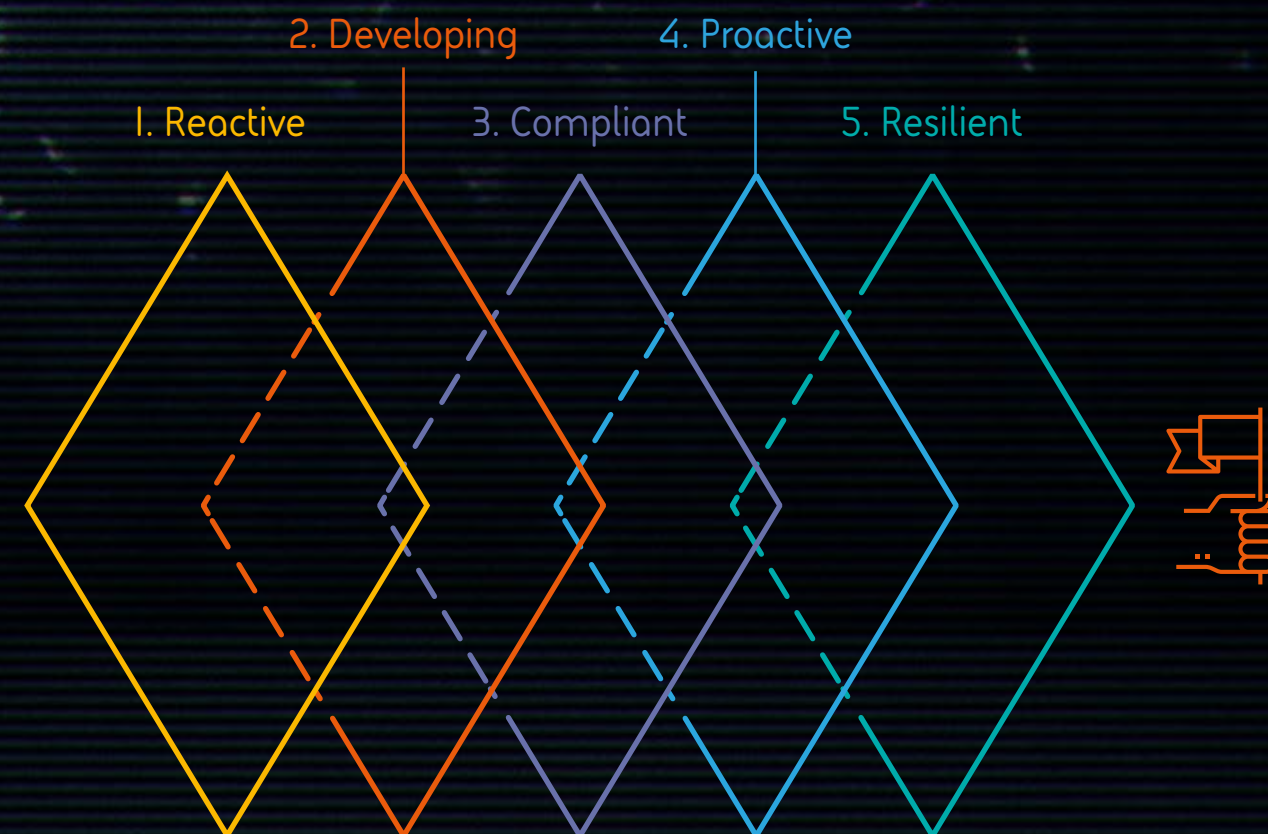 1. Reactive
2. Developing
3. Compliant
4. Proactive
5. Resilient